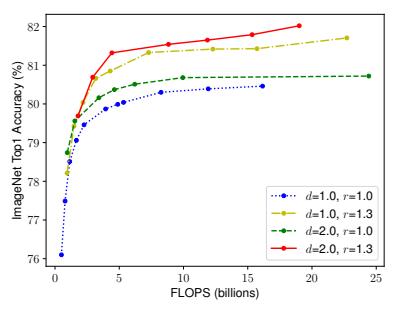 82
81
80
79
78
77
76
ImageNet Top1 Accuracy (%)
d=1.0, r=1.0
d=1.0, r=1.3
d=2.0, r=1.0
d=2.0, r=1.3
0 5 10 15 20 25
FLOPS (billions)